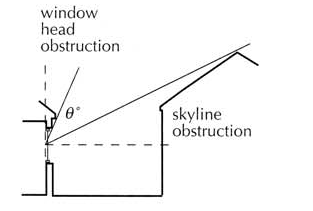 window
head
obstruction
θ°
skyline
obstruction